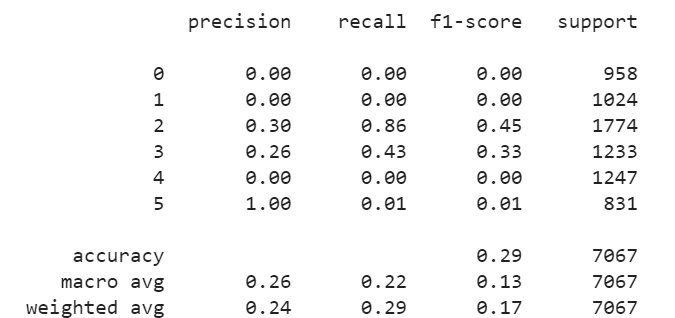 precision recall f1-score support
0 0.00 0.00 0.00 958
1 0.00 0.00 0.00 1024
2 0.30 0.86 0.45 1774
3 0.26 0.43 0.33 1233
4 0.00 0.00 0.00 1247
5 1.00 0.01 0.01 831
accuracy 0.29 7067
macro avg 0.26 0.22 0.13 7067
weighted avg 0.24 0.29 0.17 7067